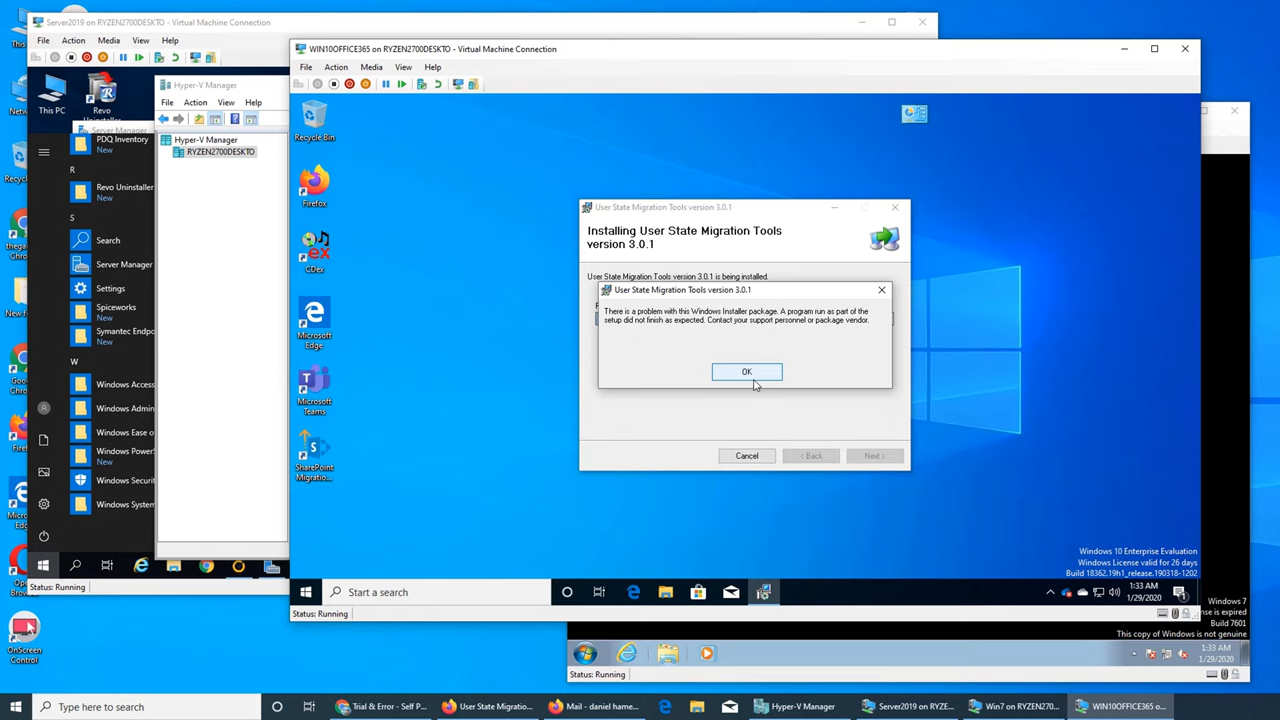 Server2019 on RYZEN2700DESKTO - Virtual Machine Connection
File Action Media View Help
This PC
Revo
PDQ Inventory
New
R
Revo Uninstaller
New
S
Search
Server Manager
Settings
Spiceworks
New
Symantec Endpo
New
W
Windows Access
Windows Admin
Windows Ease o
Windows PowerS
New
Windows Securit
Windows System
Status: Running
Hyper-V Manager
File Action View Help
Server Manager
Hyper-V Manager
RYZEN2700DESKTO
WIN10OFFICE365 on RYZEN2700DESKTO - Virtual Machine Connection
File Action Media View Help
Recycle Bin
Firefox
CDex
Microsoft
Edge
Microsoft
Teams
SharePoint
Migratio...
User State Migration Tools version 3.0.1
Installing User State Migration Tools
version 3.0.1
User State Migration Tools version 3.0.1 is being installed.
User State Migration Tools version 3.0.1
There is a problem with this Windows Installer package. A program run as part of the
setup did not finish as expected. Contact your support personnel or package vendor.
OK
Cancel
< Back
Next >
Windows 10 Enterprise Evaluation
Windows License valid for 26 days
Build 18362.19h1_release.190318-1202
Start a search
1:33 AM
1/29/2020
Status: Running
Windows 7
nse is expired
Build 7601
This copy of Windows is not genuine
1:33 AM
1/29/2020
Status: Running
OnScreen
Control
Type here to search
Trial & Error - Self P...
User State Migratio...
Mail - daniel hame...
Hyper-V Manager
Server2019 on RYZE...
Win7 on RYZEN270...
WIN10OFFICE365 o...